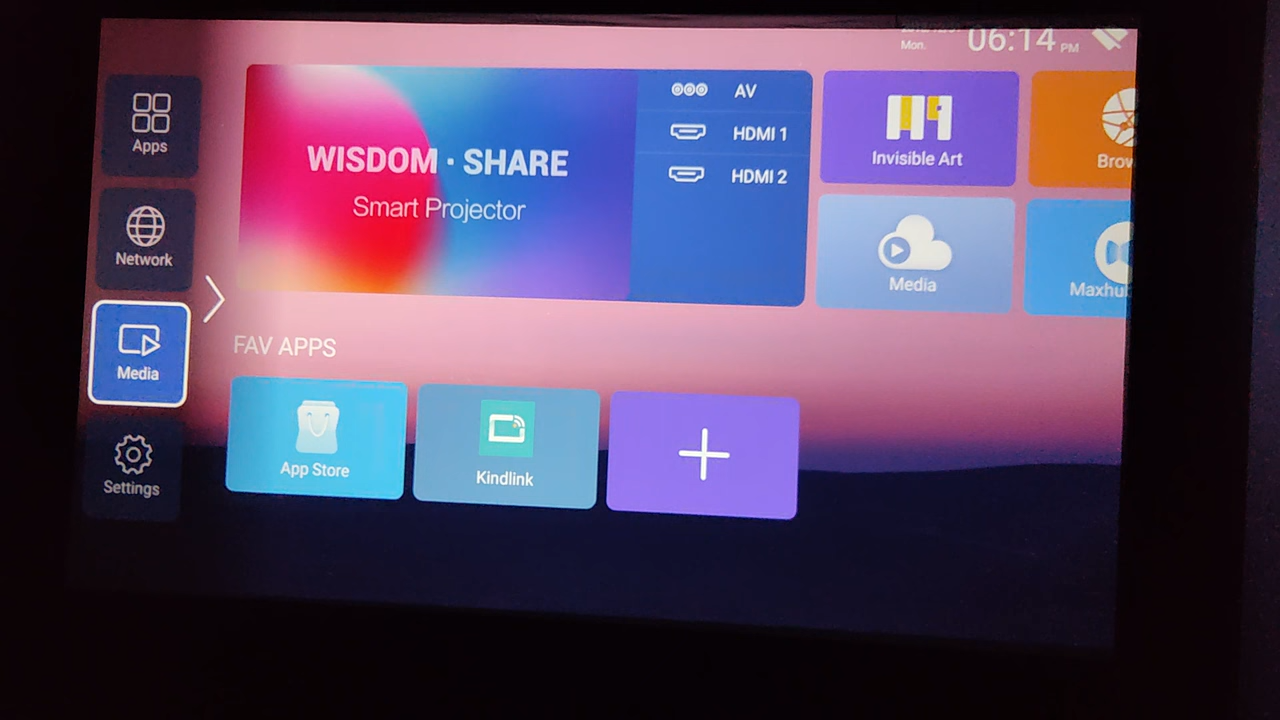 Mon.
06:14 PM
Apps
Network
Media
Settings
WISDOM · SHARE
Smart Projector
AV
HDMI 1
HDMI 2
Invisible Art
Media
FAV APPS
App Store
Kindlink